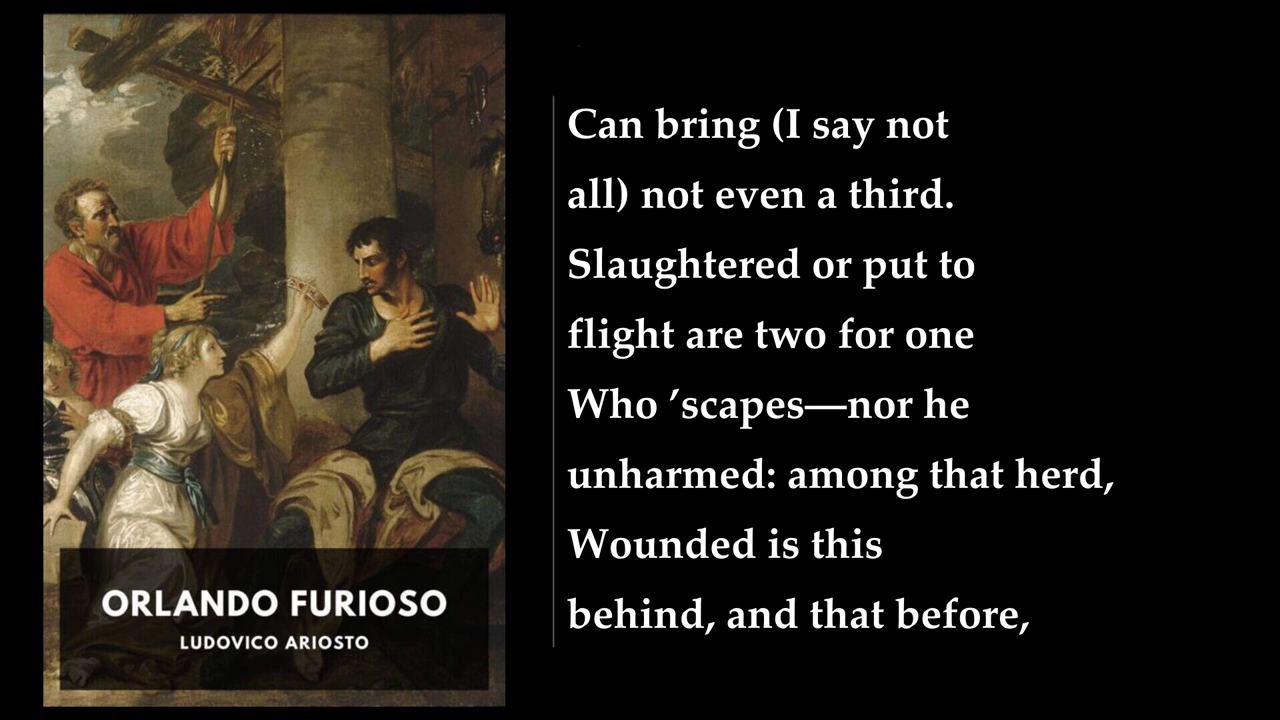 ORLANDO FURIOSO
LUDOVICO ARIOSTO
Can bring (I say not
all) not even a third.
Slaughtered or put to
flight are two for one
Who ’scapes—nor he
unharmed: among that herd,
Wounded is this
behind, and that before,